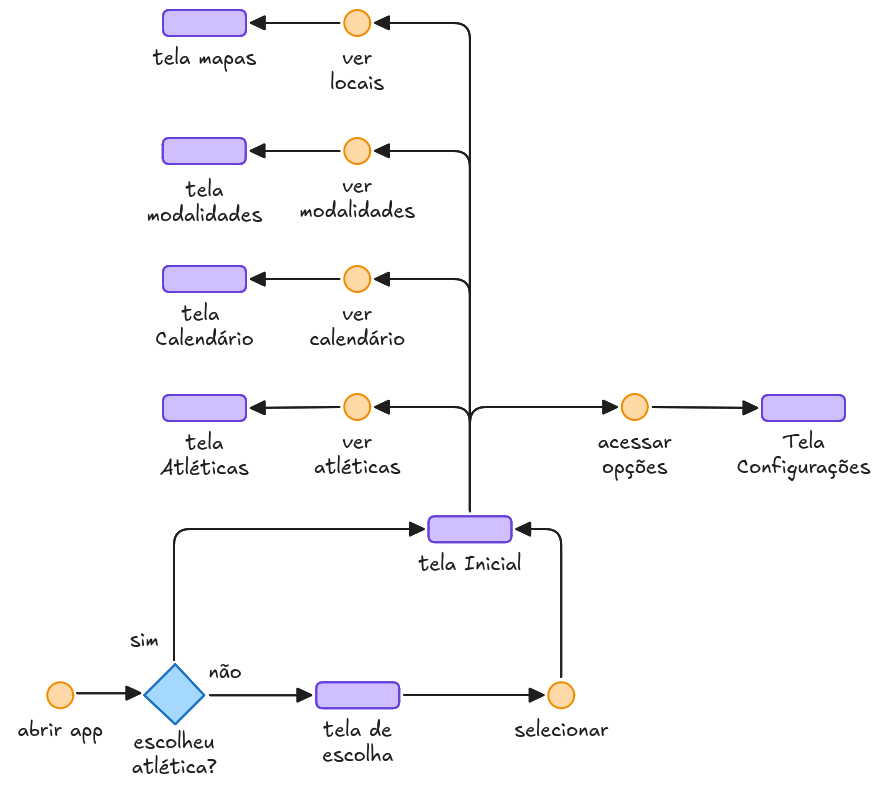 tela mapas
ver
locais
tela
modalidades
ver
modalidades
tela
Calendário
ver
calendário
tela
Atléticas
ver
atléticas
acessar
opções
Tela
Configurações
tela Inicial
sim
não
abrir app
escolheu
atlética?
tela de
escolha
selecionar